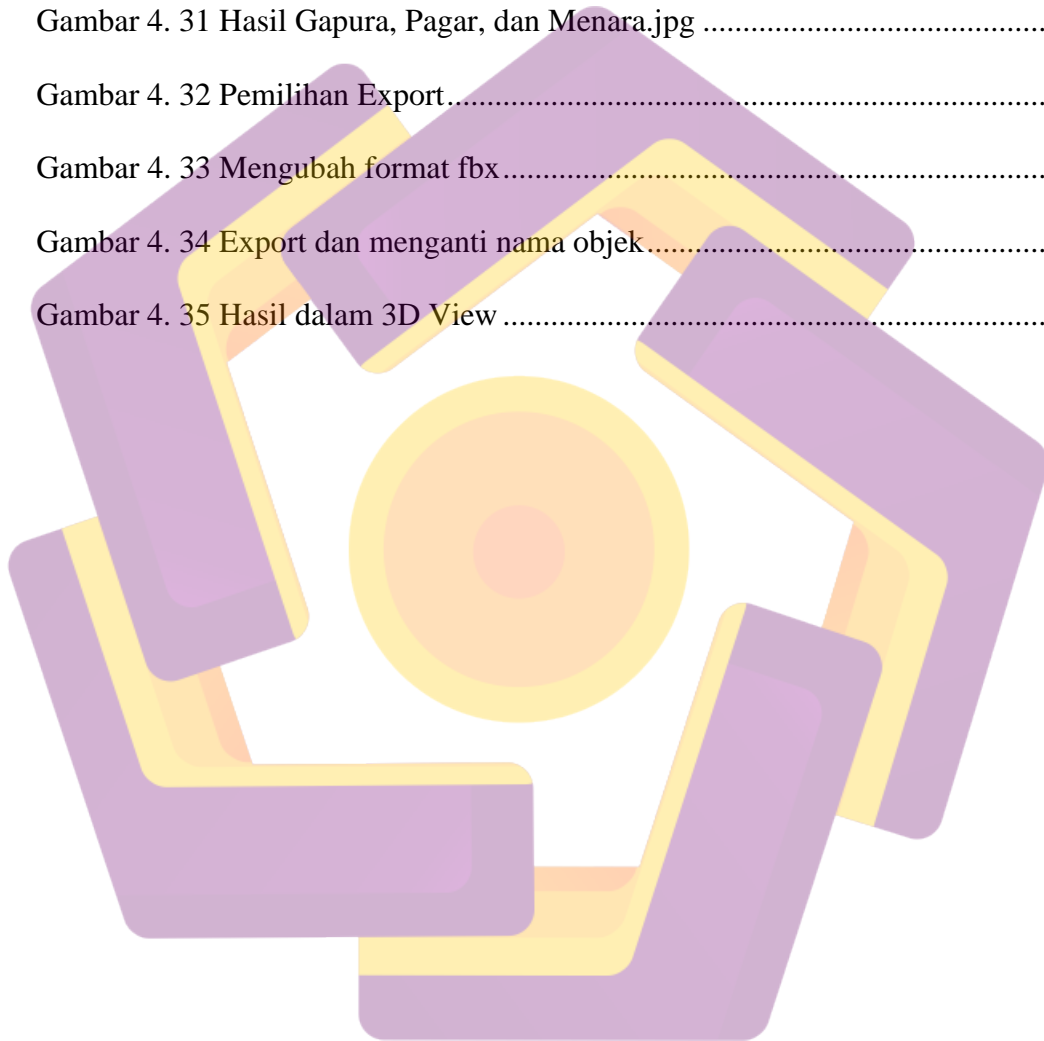 Gambar 4. 31 Hasil Gapura, Pagar, dan Menara.jpg ............................................
Gambar 4. 32 Pemilihan Export............................................................................
Gambar 4. 33 Mengubah format fbx......................................................................
Gambar 4. 34 Export dan menganti nama objek....................................................
Gambar 4. 35 Hasil dalam 3D View ......................................................................